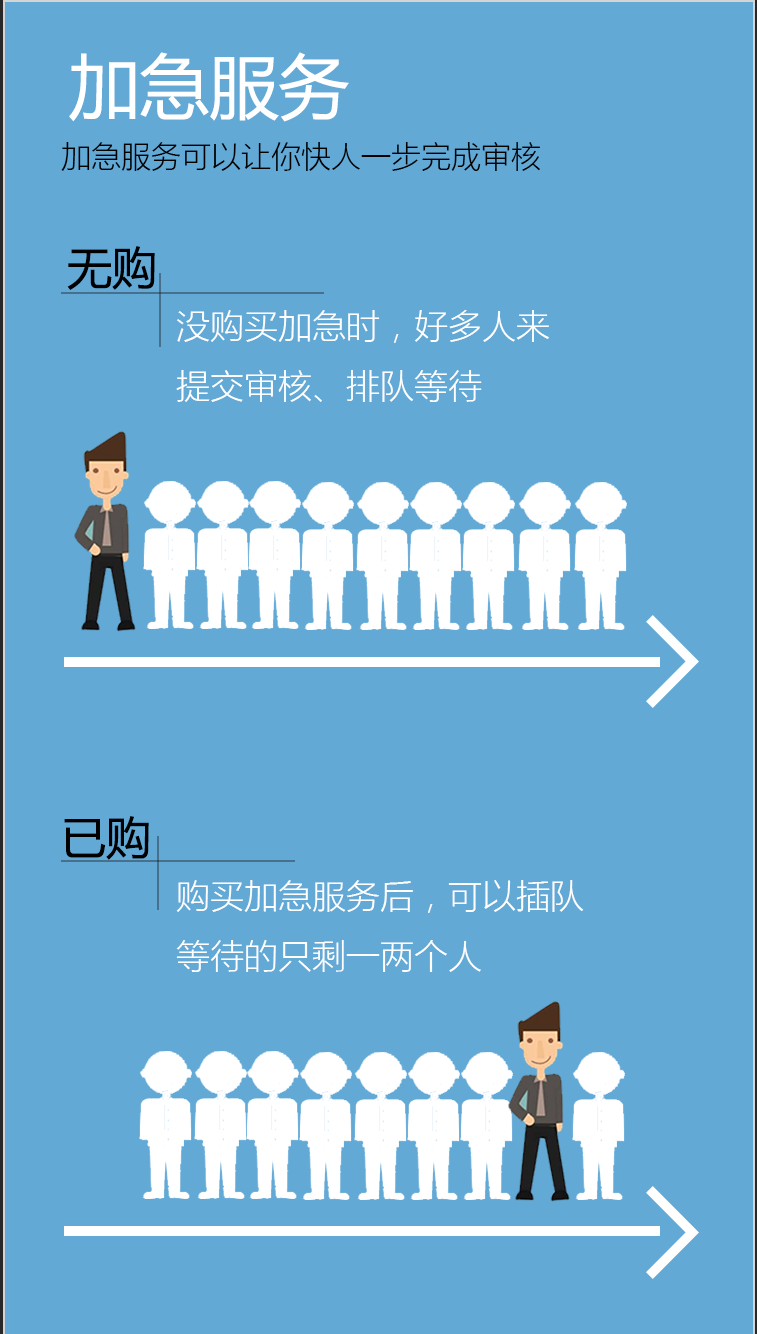 加急服务
加急服务可以让你快人一步完成审核
无购
没购买加急时，好多人来
提交审核、排队等待
已购
购买加急服务后，可以插队
等待的只剩一两个人